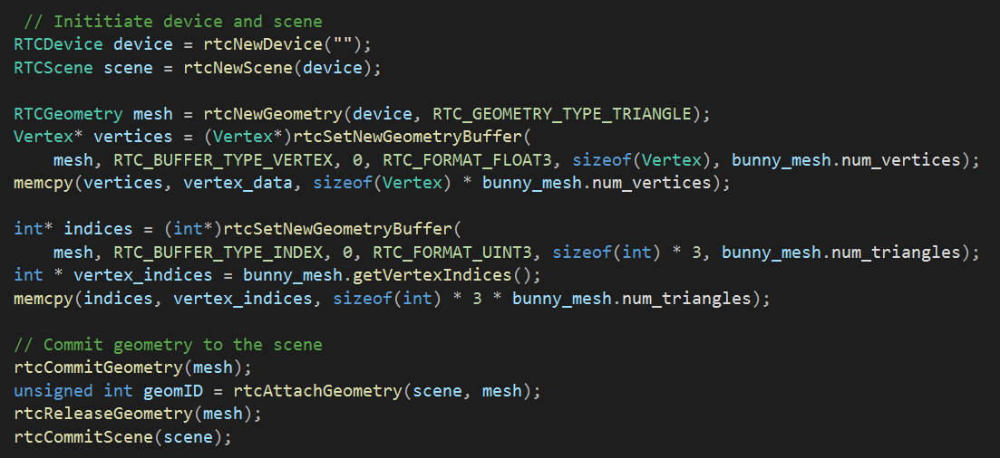 // Inititiate device and scene
RTCDevice device = rtcNewDevice("");
RTCScene scene = rtcNewScene(device);
RTCGeometry mesh = rtcNewGeometry(device, RTC_GEOMETRY_TYPE_TRIANGLE);
Vertex* vertices = (Vertex*)rtcSetNewGeometryBuffer(
mesh, RTC_BUFFER_TYPE_VERTEX, 0, RTC_FORMAT_FLOAT3, sizeof(Vertex), bunny_mesh.num_vertices);
memcpy(vertices, vertex_data, sizeof(Vertex) * bunny_mesh.num_vertices);
int* indices = (int*)rtcSetNewGeometryBuffer(
mesh, RTC_BUFFER_TYPE_INDEX, 0, RTC_FORMAT_UINT3, sizeof(int) * 3, bunny_mesh.num_triangles);
int * vertex_indices = bunny_mesh.getVertexIndices();
memcpy(indices, vertex_indices, sizeof(int) * 3 * bunny_mesh.num_triangles);
// Commit geometry to the scene
rtcCommitGeometry(mesh);
unsigned int geomID = rtcAttachGeometry(scene, mesh);
rtcReleaseGeometry(mesh);
rtcCommitScene(scene);